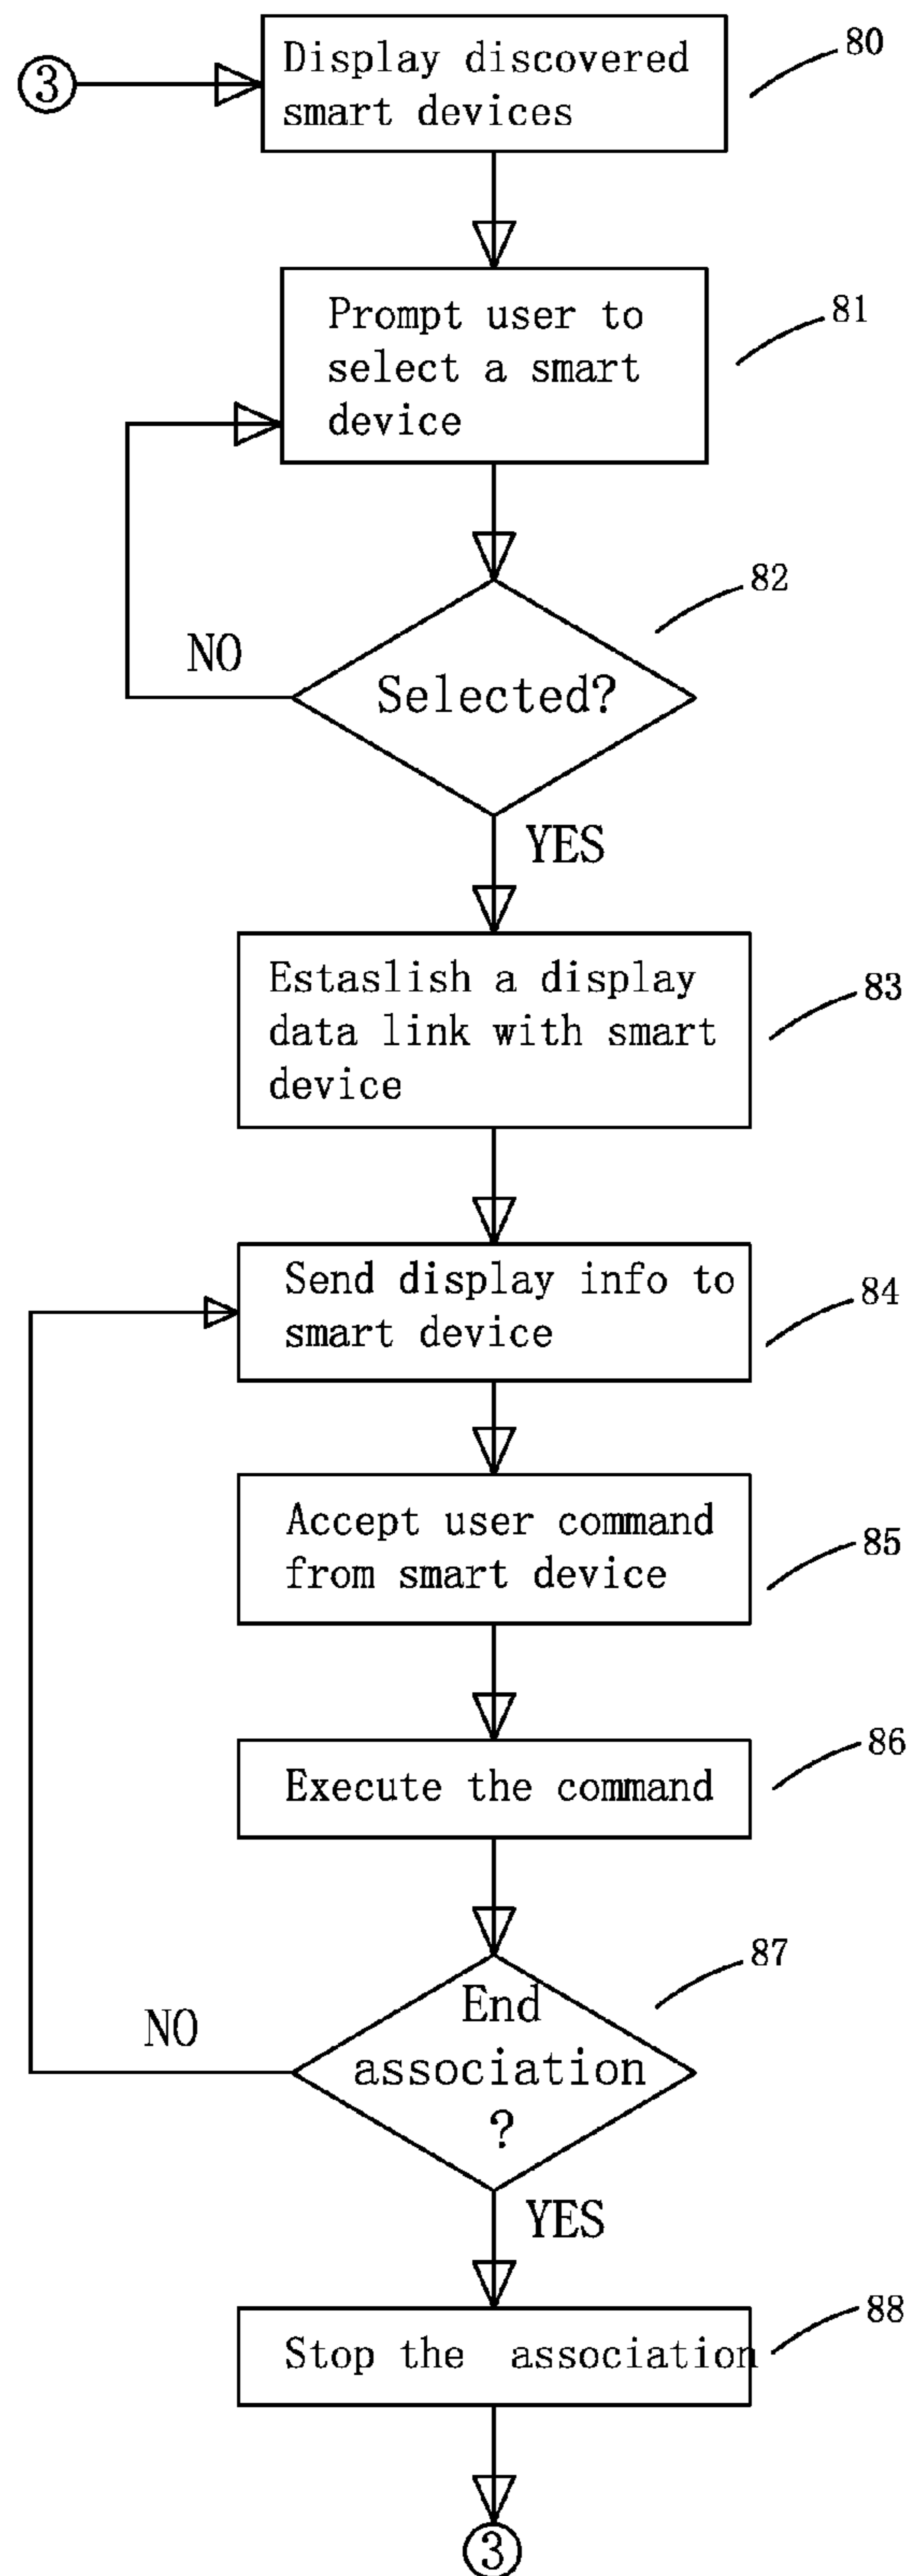 3
Display discovered
smart devices
80
Prompt user to
select a smart
device
81
82
Selected?
NO
YES
Estaslish a display
data link with smart
device
83
Send display info to
smart device
84
Accept user command
from smart device
85
Execute the command
86
87
End
association
?
NO
YES
Stop the association
88
3